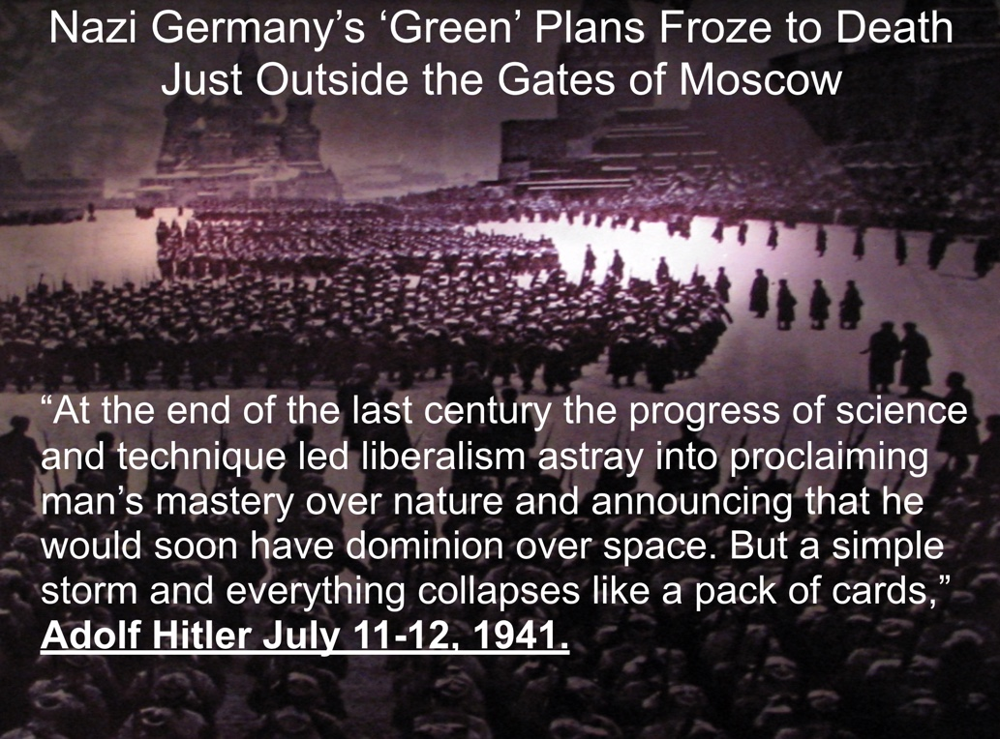 Nazi Germany’s ‘Green’ Plans Froze to Death
Just Outside the Gates of Moscow
“At the end of the last century the progress of science
and technique led liberalism astray into proclaiming
man’s mastery over nature and announcing that he
would soon have dominion over space. But a simple
storm and everything collapses like a pack of cards,”
Adolf Hitler July 11-12, 1941.